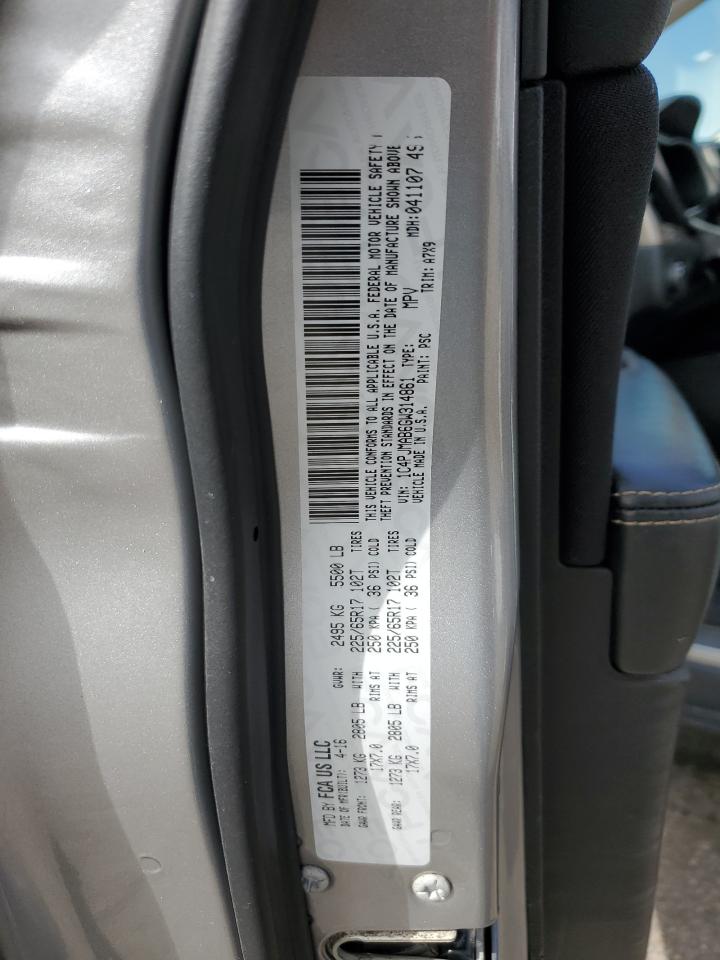 MFD BY FCA US LLC
DATE OF MFR(BUILT): 4-16 GVWR: 2495 KG 5500 LB
GAWR FRONT: 1273 KG 2805 LB WITH 225/65R17 102T TIRES
17X7.0 RIMS AT 250 KPA ( 36 PSI) COLD
GAWR REAR: 1273 KG 2805 LB WITH 225/65R17 102T TIRES
17X7.0 RIMS AT 250 KPA ( 36 PSI) COLD
THIS VEHICLE CONFORMS TO ALL APPLICABLE U.S.A. FEDERAL MOTOR VEHICLE SAFETY
THEFT PREVENTION STANDARDS IN EFFECT ON THE DATE OF MANUFACTURE SHOWN ABOVE
VIN: 1C4PJMAB6GW314861 TYPE: MPV MDH:041107 49
VEHICLE MADE IN U.S.A. PAINT: PSC TRIM: A7X9